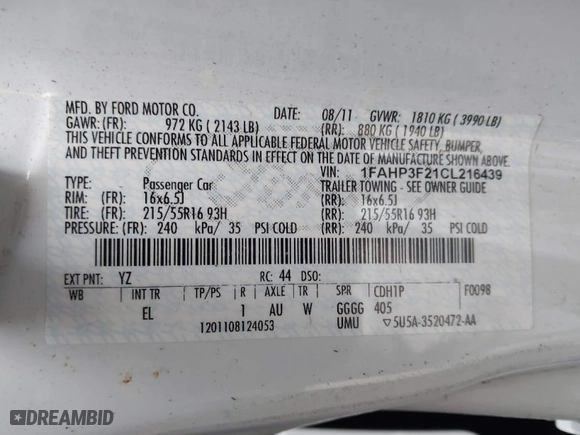 MFD. BY FORD MOTOR CO. DATE: 08/11 GVWR: 1810 KG ( 3990 LB)
GAWR: (FR): 972 KG ( 2143 LB) (RR): 880 KG ( 1940 LB)
THIS VEHICLE CONFORMS TO ALL APPLICABLE FEDERAL MOTOR VEHICLE SAFETY, BUMPER,
AND THEFT PREVENTION STANDARDS IN EFFECT ON THE DATE OF MANUFACTURE SHOWN ABOVE.
VIN: 1FAHP3F21CL216439
TYPE: Passenger Car TRAILER TOWING - SEE OWNER GUIDE
RIM: (FR): 16x6.5J (RR): 16x6.5J
TIRE: (FR): 215/55R16 93H (RR): 215/55R16 93H
PRESSURE: (FR): 240 kPa/ 35 PSI COLD (RR): 240 kPa/ 35 PSI COLD
EXT PNT: YZ RC: 44 DSO:
WB INT TR TP/PS R AXLE TR SPR CDH1P F0098
EL 1 AU W GGGG 405
1201108124053 UMU ▽5U5A-3520472-AA
DREAMBID